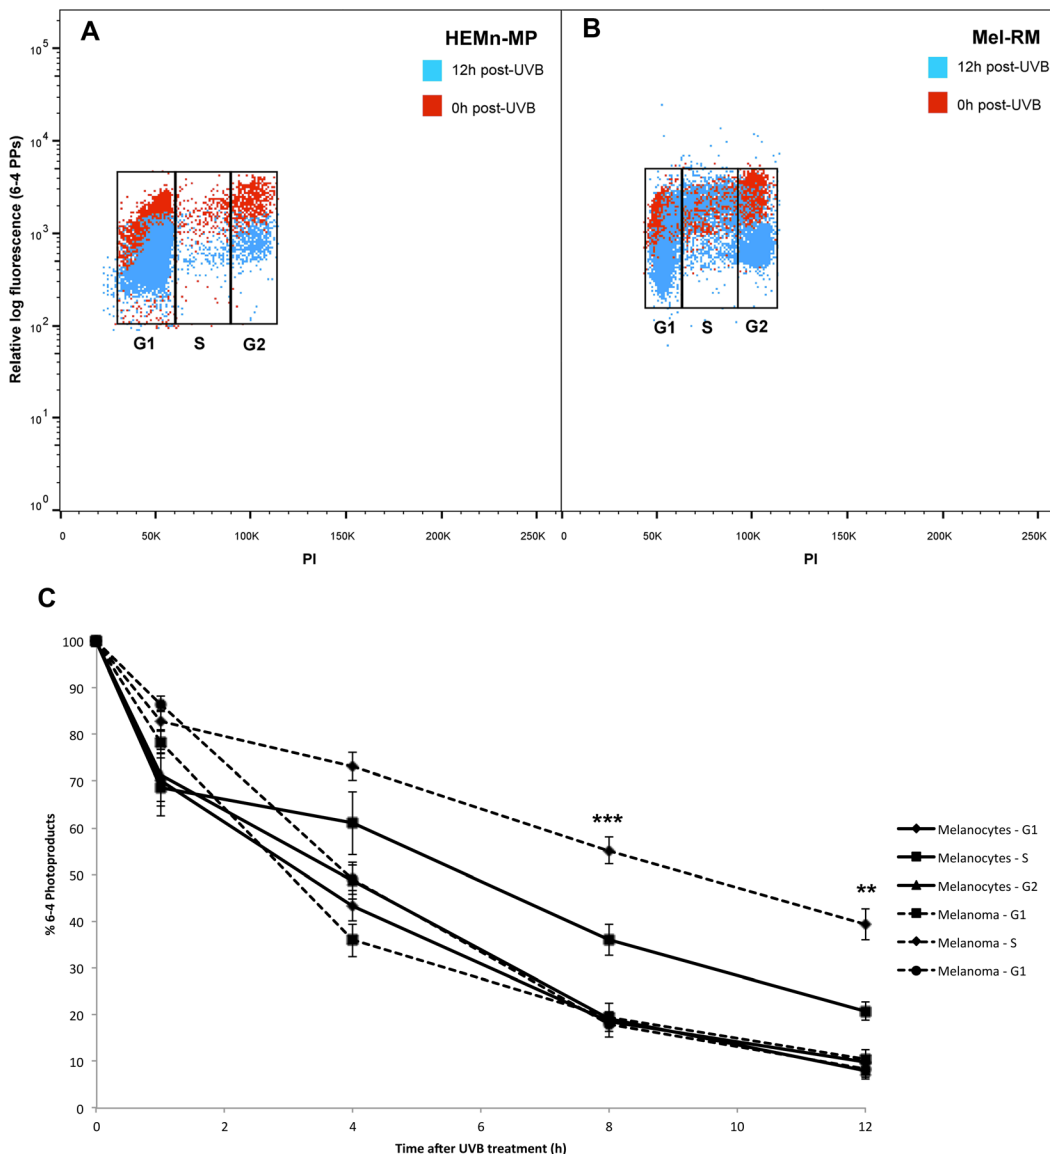 A
HEMn-MP
12h post-UVB
0h post-UVB
B
Mel-RM
12h post-UVB
0h post-UVB
Relative log fluorescence (6-4 PPs)
10^5
10^4
10^3
10^2
10^1
10^0
G1 S G2
G1 S G2
0 50K 100K 150K 200K 250K
0 50K 100K 150K 200K 250K
PI
PI
C
% 6-4 Photoproducts
100
90
80
70
60
50
40
30
20
10
0
***
**
0 2 4 6 8 10 12
Time after UVB treatment (h)
Melanocytes - G1
Melanocytes - S
Melanocytes - G2
Melanoma - G1
Melanoma - S
Melanoma - G1